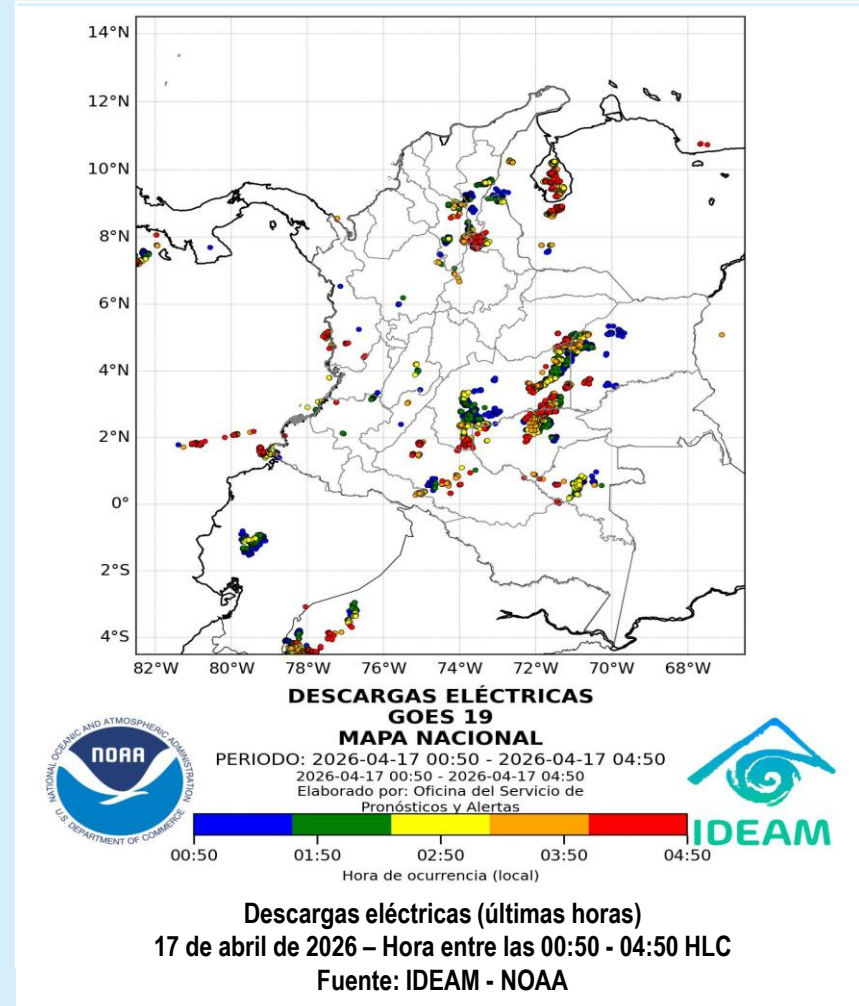 14°N
12°N
10°N
8°N
6°N
4°N
2°N
0°
2°S
4°S
82°W 80°W 78°W 76°W 74°W 72°W 70°W 68°W
DESCARGAS ELÉCTRICAS
GOES 19
MAPA NACIONAL
PERIODO: 2026-04-17 00:50 - 2026-04-17 04:50
2026-04-17 00:50 - 2026-04-17 04:50
Elaborado por: Oficina del Servicio de
Pronósticos y Alertas
NATIONAL OCEANIC AND ATMOSPHERIC ADMINISTRATION
NOAA
U.S. DEPARTMENT OF COMMERCE
IDEAM
00:50 01:50 02:50 03:50 04:50
Hora de ocurrencia (local)
Descargas eléctricas (últimas horas)
17 de abril de 2026 – Hora entre las 00:50 - 04:50 HLC
Fuente: IDEAM - NOAA